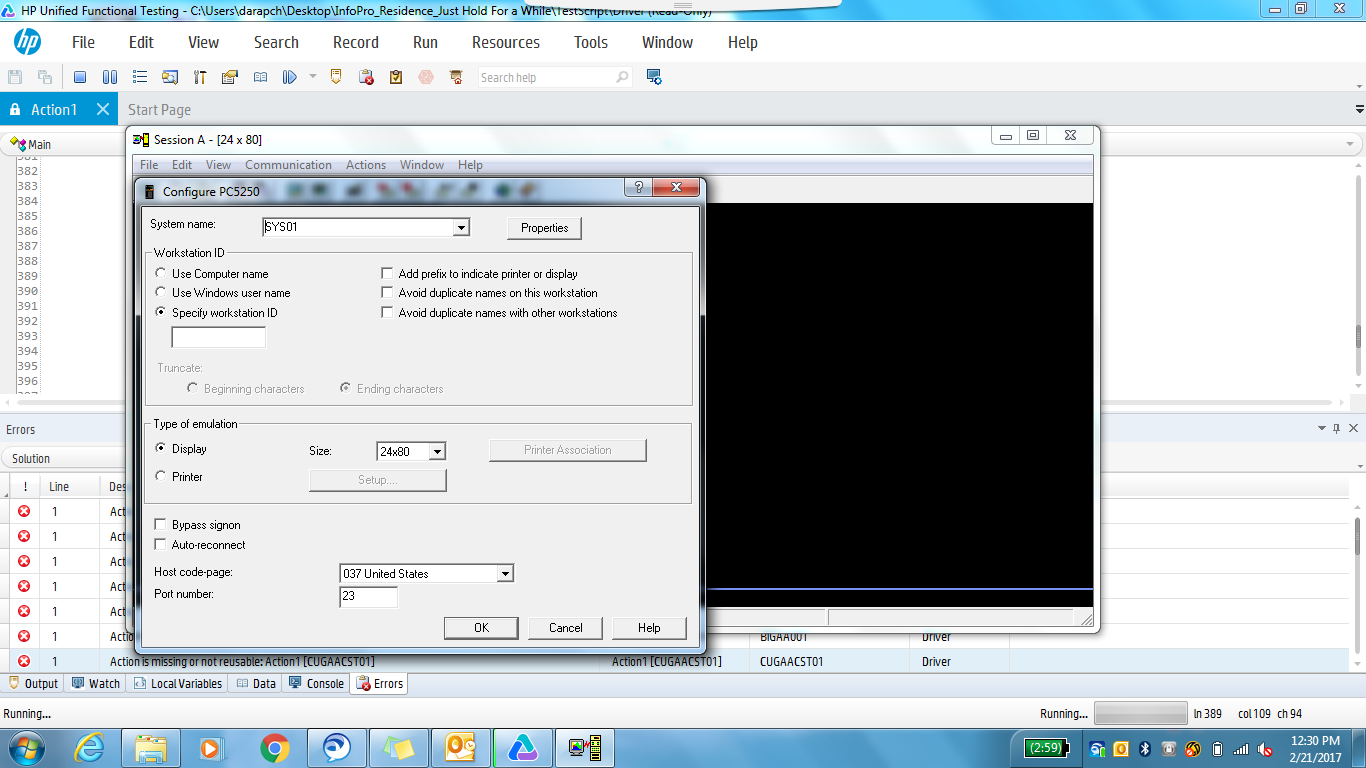 HP Unified Functional Testing - C:\Users\darapch\Desktop\InfoPro_Residence_Just Hold For a While\TestScript\Driver (Read-Only)
hp File Edit View Search Record Run Resources Tools Window Help
Search help
Action1 Start Page
Main
Session A - [24 x 80]
File Edit View Communication Actions Window Help
381
382
383
384
385
386
387
388
389
390
391
392
393
394
395
396
Configure PC5250
System name: SYS01 Properties
Workstation ID
Use Computer name Add prefix to indicate printer or display
Use Windows user name Avoid duplicate names on this workstation
Specify workstation ID Avoid duplicate names with other workstations
Truncate:
Beginning characters Ending characters
Type of emulation
Display Size: 24x80 Printer Association
Printer Setup....
Bypass signon
Auto-reconnect
Host code-page: 037 United States
Port number: 23
OK Cancel Help
Errors
Solution
! Line Des
1 Act
1 Act
1 Act
1 Act
1 Act
1 Actio BIGAA001 Driver
1 Action is missing or not reusable: Action1 [CUGAACST01] Action1 [CUGAACST01] CUGAACST01 Driver
Output Watch Local Variables Data Console Errors
Running... Running... ln 389 col 109 ch 94
(2:59) 12:30 PM
2/21/2017